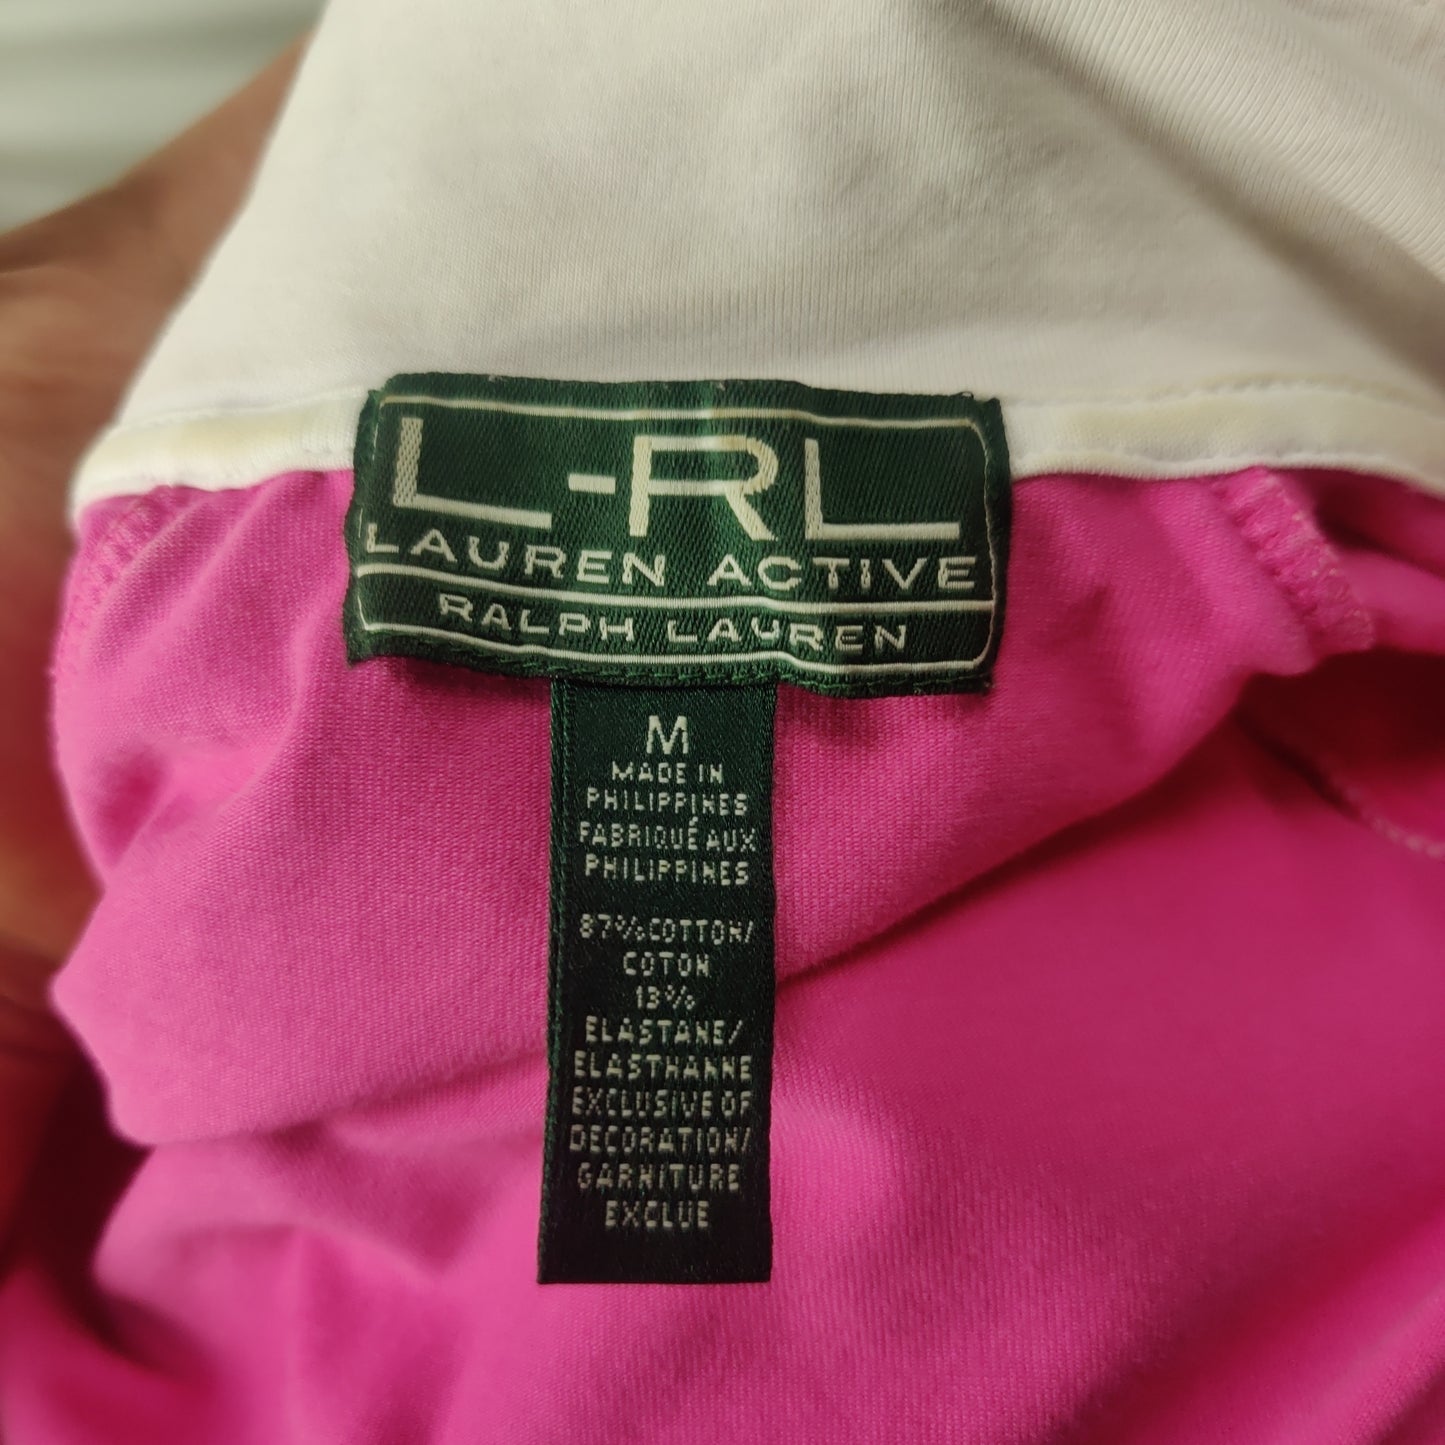 L-RL
LAUREN ACTIVE
RALPH LAUREN
M
MADE IN
PHILIPPINES
FABRIQUÉ AUX
PHILIPPINES
87% COTTON/
COTON
13%
ELASTANE/
ELASTHANNE
EXCLUSIVE OF
DECORATION/
GARNITURE
EXCLUE